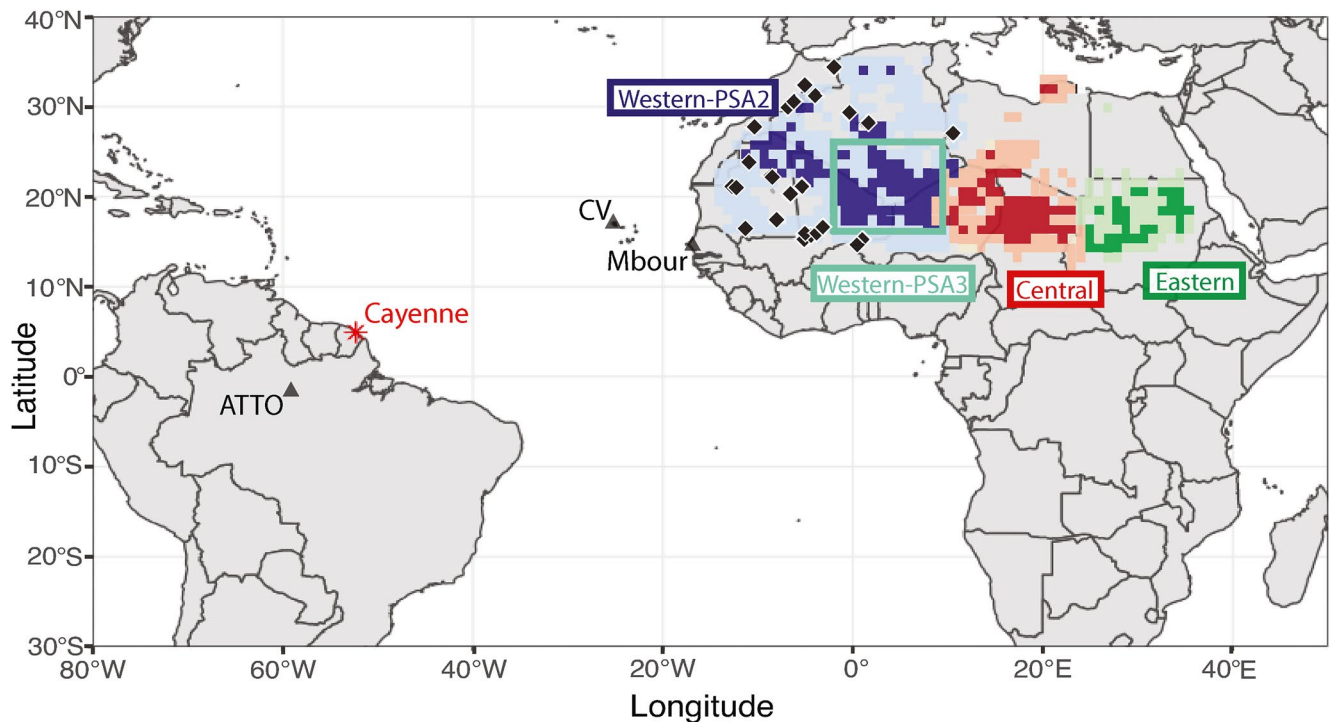 40°N
30°N
20°N
10°N
0°
10°S
20°S
30°S
Latitude
Western-PSA2
CV
Mbour
Western-PSA3
Central
Eastern
Cayenne
ATTO
80°W
60°W
40°W
20°W
0°
20°E
40°E
Longitude